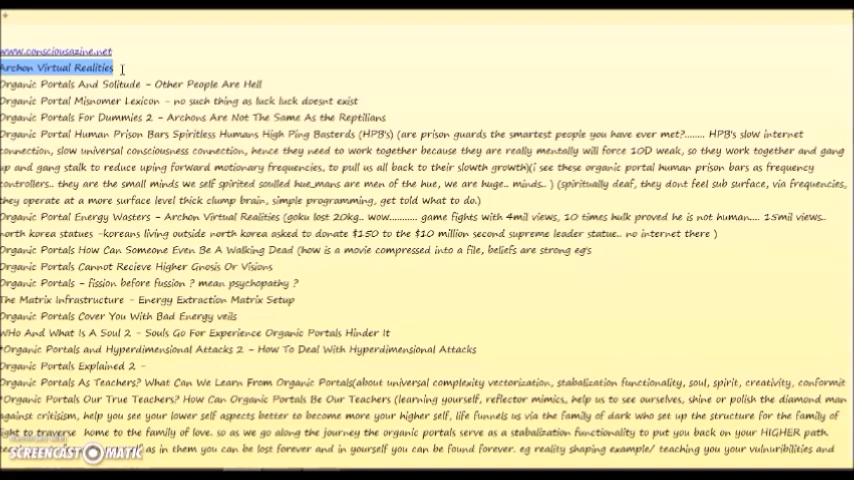 www.consciousazine.net
Archon Virtual Realities
Organic Portals And Solitude - Other People Are Hell
Organic Portal Misnomer Lexicon - no such thing as luck luck doesnt exist
Organic Portals For Dummies 2 - Archons Are Not The Same As the Reptilians
Organic Portal Human Prison Bars Spiritless Humans High Ping Basterds (HPB's) (are prison guards the smartest people you have ever met?........ HPB's slow internet
connection, slow universal consciousness connection, hence they need to work together because they are really mentally will force 10D weak, so they work together and gang
up and gang stalk to reduce uping forward motionary frequencies, to pull us all back to their slowth growth)(i see these organic portal human prison bars as frequency
controllers.. they are the small minds we self spirited soulled hue_mans are men of the hue, we are huge.. minds.. ) (spiritually deaf, they dont feel sub surface, via frequencies,
they operate at a more surface level thick clump brain, simple programming, get told what to do.)
Organic Portal Energy Wasters - Archon Virtual Realities (goku lost 20kg.. wow........... game fights with 4mil views, 10 times hulk proved he is not human.... 15mil views..
north korea statues -koreans living outside north korea asked to donate $150 to the $10 million second supreme leader statue.. no internet there )
Organic Portals How Can Someone Even Be A Walking Dead (how is a movie compressed into a file, beliefs are strong eg's
Organic Portals Cannot Recieve Higher Gnosis Or Visions
Organic Portals - fission before fussion ? mean psychopathy ?
The Matrix Infrastructure - Energy Extraction Matrix Setup
Organic Portals Cover You With Bad Energy veils
WHo And What Is A Soul 2 - Souls Go For Experience Organic Portals Hinder It
*Organic Portals and Hyperdimensional Attacks 2 - How To Deal With Hyperdimensional Attacks
Organic Portals Explained 2 -
Organic Portals As Teachers? What Can We Learn From Organic Portals(about universal complexity vectorization, stabalization functionality, soul, spirit, creativity, conformit
*Organic Portals Our True Teachers? How Can Organic Portals Be Our Teachers (learning yourself, reflector mimics, help us to see ourselves, shine or polish the diamond man
against critisism, help you see your lower self aspects better to become more your higher self, life funnels us via the family of dark who set up the structure for the family of
light to traverse home to the family of love. so as we go along the journey the organic portals serve as a stabalization functionality to put you back on your HIGHER path
as in them you can be lost forever and in yourself you can be found forever. eg reality shaping example/ teaching you your vulnuribilities and
SCREENCAST MATIC